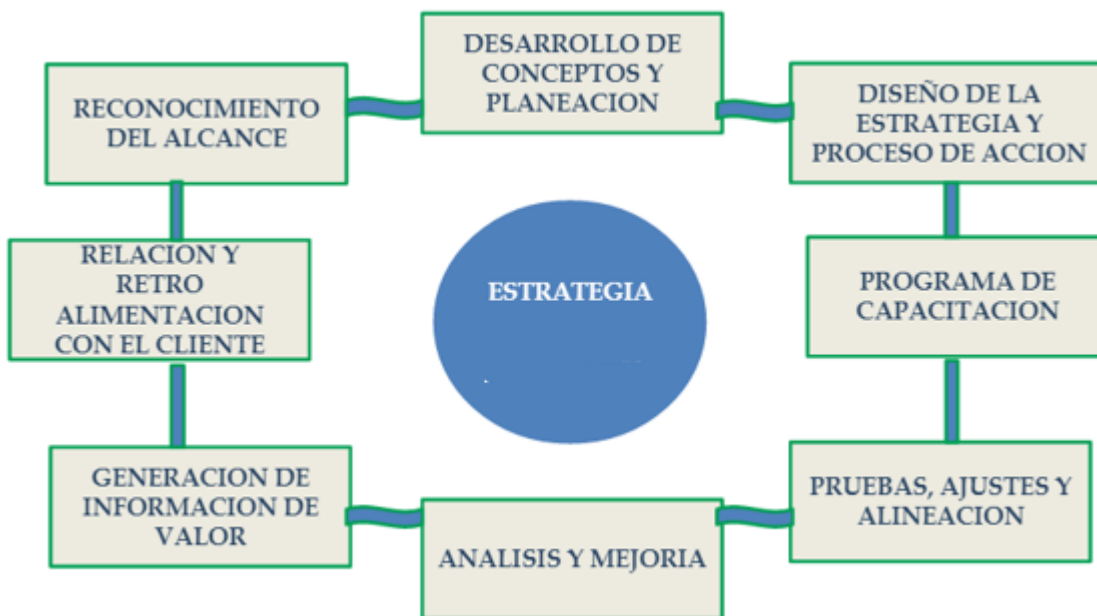 DESARROLLO DE
CONCEPTOS Y
PLANEACION
RECONOCIMIENTO
DEL ALCANCE
DISEÑO DE LA
ESTRATEGIA Y
PROCESO DE ACCION
RELACION Y
RETRO
ALIMENTACION
CON EL CLIENTE
ESTRATEGIA
PROGRAMA DE
CAPACITACION
GENERACION DE
INFORMACION DE
VALOR
ANALISIS Y MEJORIA
PRUEBAS, AJUSTES Y
ALINEACION